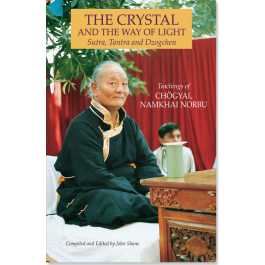 THE CRYSTAL
AND THE WAY OF LIGHT
Sutra, Tantra and Dzogchen
Teachings of
CHÖGYAL
NAMKHAI NORBU
Compiled and Edited by John Shane